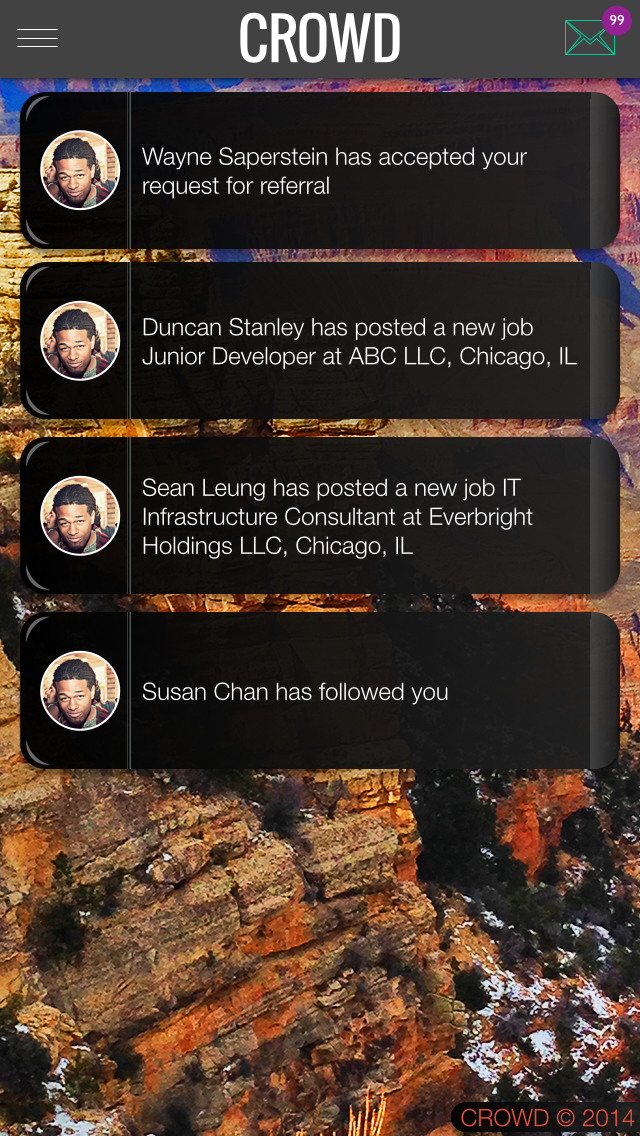 CROWD
99
Wayne Saperstein has accepted your
request for referral
Duncan Stanley has posted a new job
Junior Developer at ABC LLC, Chicago, IL
Sean Leung has posted a new job IT
Infrastructure Consultant at Everbright
Holdings LLC, Chicago, IL
Susan Chan has followed you
CROWD © 2014